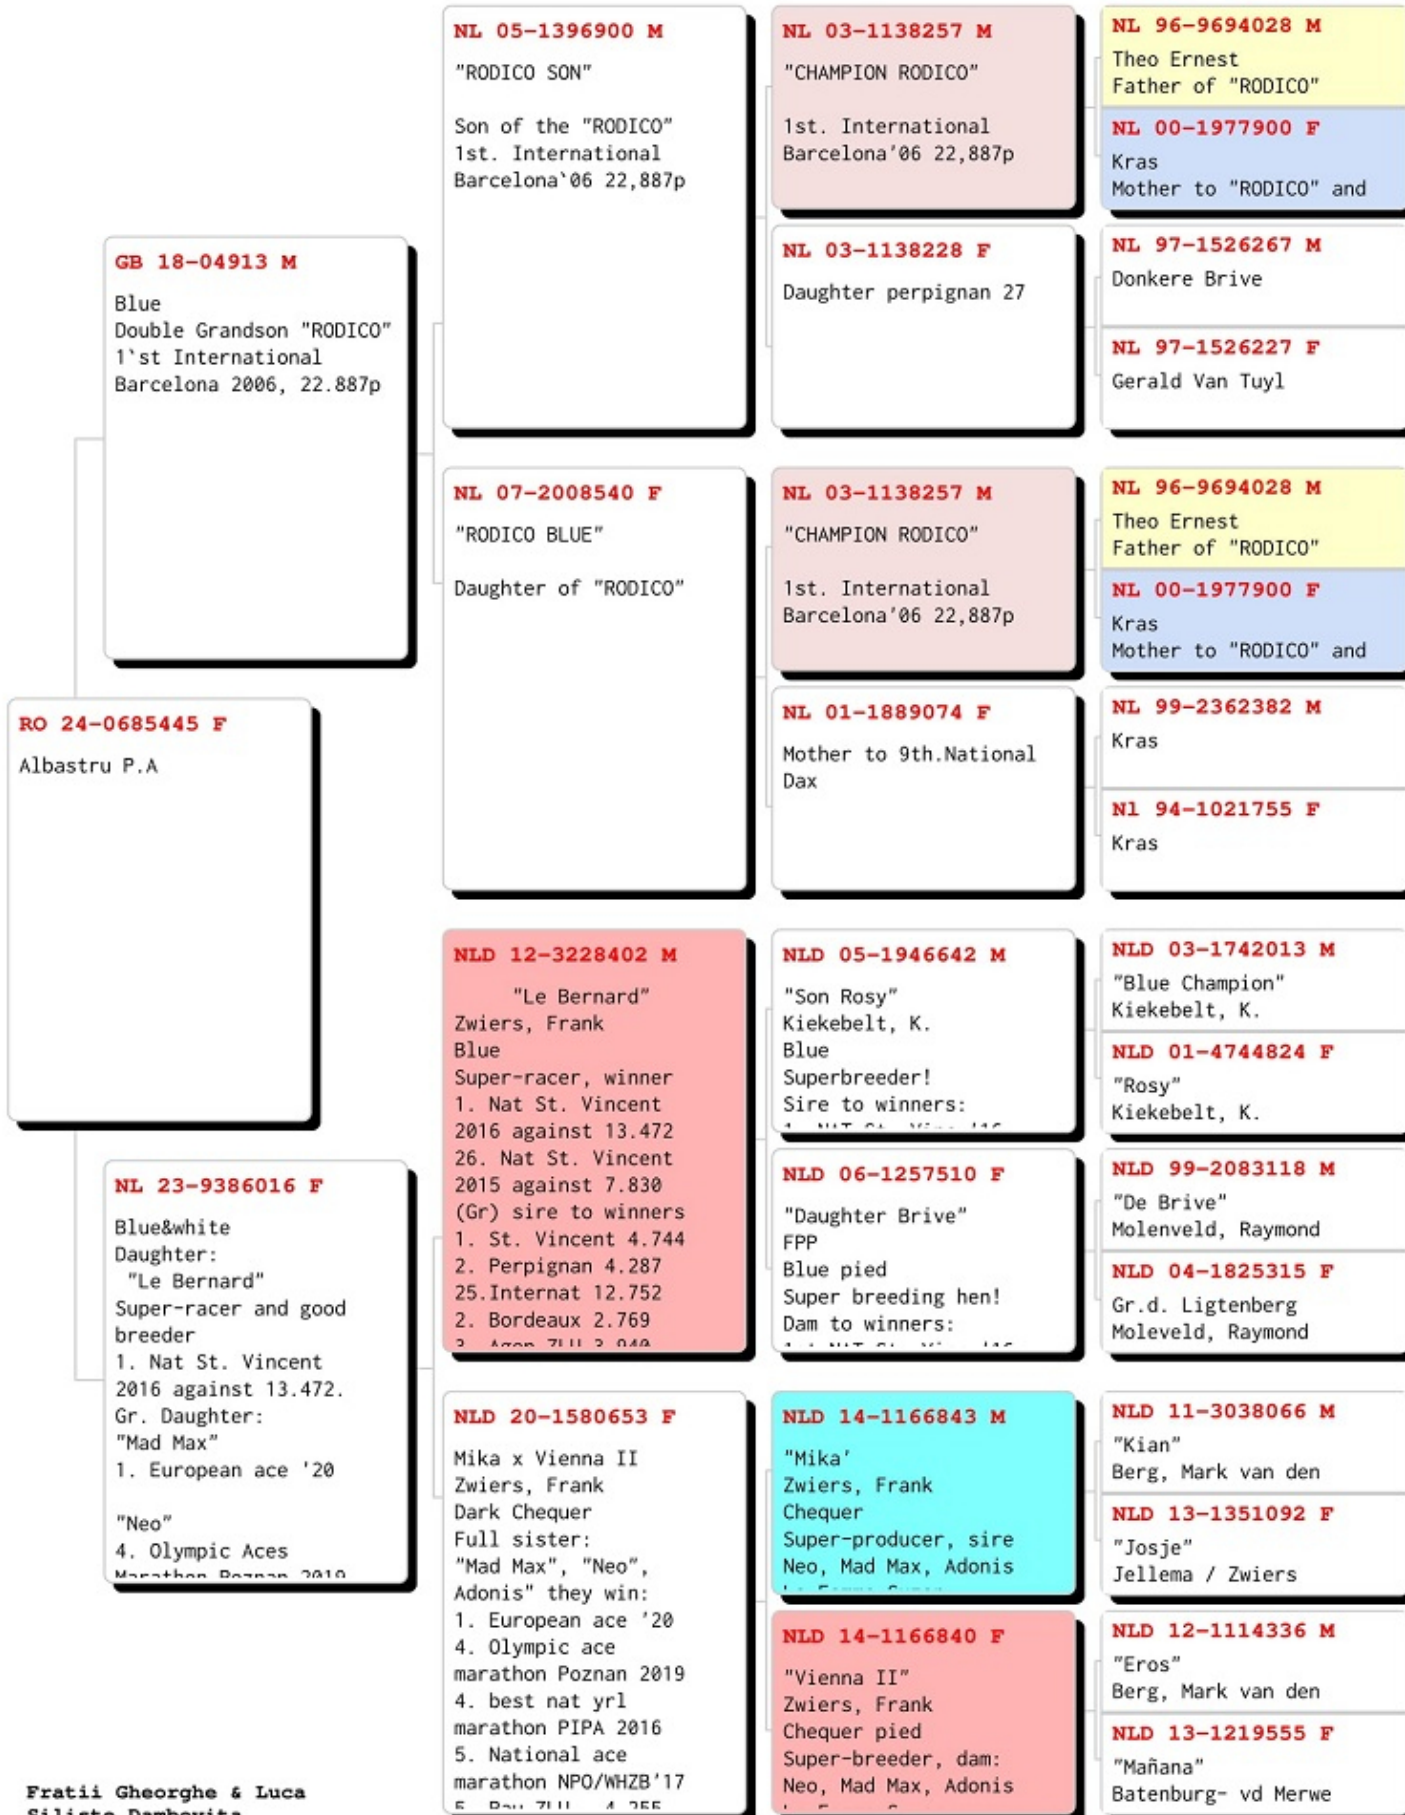 RO 24-0685445 F
Albastru P.A
GB 18-04913 M
Blue
Double Grandson "RODICO"
1`st International
Barcelona 2006, 22.887p
NL 23-9386016 F
Blue&white
Daughter:
"Le Bernard"
Super-racer and good
breeder
1. Nat St. Vincent
2016 against 13.472.
Gr. Daughter:
"Mad Max"
1. European ace '20
"Neo"
4. Olympic Aces
Marathon Poznan 2019
NL 05-1396900 M
"RODICO SON"
Son of the "RODICO"
1st. International
Barcelona`06 22,887p
NL 07-2008540 F
"RODICO BLUE"
Daughter of "RODICO"
NLD 12-3228402 M
"Le Bernard"
Zwiers, Frank
Blue
Super-racer, winner
1. Nat St. Vincent
2016 against 13.472
26. Nat St. Vincent
2015 against 7.830
(Gr) sire to winners
1. St. Vincent 4.744
2. Perpignan 4.287
25.Internat 12.752
2. Bordeaux 2.769
3. Agen ZLU 3.940
NLD 20-1580653 F
Mika x Vienna II
Zwiers, Frank
Dark Chequer
Full sister:
"Mad Max", "Neo",
Adonis" they win:
1. European ace '20
4. Olympic ace
marathon Poznan 2019
4. best nat yrl
marathon PIPA 2016
5. National ace
marathon NPO/WHZB'17
NL 03-1138257 M
"CHAMPION RODICO"
1st. International
Barcelona'06 22,887p
NL 03-1138228 F
Daughter perpignan 27
NL 03-1138257 M
"CHAMPION RODICO"
1st. International
Barcelona'06 22,887p
NL 01-1889074 F
Mother to 9th.National
Dax
NLD 05-1946642 M
"Son Rosy"
Kiekebelt, K.
Blue
Superbreeder!
Sire to winners:
NLD 06-1257510 F
"Daughter Brive"
FPP
Blue pied
Super breeding hen!
Dam to winners:
NLD 14-1166843 M
"Mika'
Zwiers, Frank
Chequer
Super-producer, sire
Neo, Mad Max, Adonis
NLD 14-1166840 F
"Vienna II"
Zwiers, Frank
Chequer pied
Super-breeder, dam:
Neo, Mad Max, Adonis
NL 96-9694028 M
Theo Ernest
Father of "RODICO"
NL 00-1977900 F
Kras
Mother to "RODICO" and
NL 97-1526267 M
Donkere Brive
NL 97-1526227 F
Gerald Van Tuyl
NL 96-9694028 M
Theo Ernest
Father of "RODICO"
NL 00-1977900 F
Kras
Mother to "RODICO" and
NL 99-2362382 M
Kras
Nl 94-1021755 F
Kras
NLD 03-1742013 M
"Blue Champion"
Kiekebelt, K.
NLD 01-4744824 F
"Rosy"
Kiekebelt, K.
NLD 99-2083118 M
"De Brive"
Molenveld, Raymond
NLD 04-1825315 F
Gr.d. Ligtenberg
Moleveld, Raymond
NLD 11-3038066 M
"Kian"
Berg, Mark van den
NLD 13-1351092 F
"Josje"
Jellema / Zwiers
NLD 12-1114336 M
"Eros"
Berg, Mark van den
NLD 13-1219555 F
"Mañana"
Batenburg- vd Merwe
Fratii Gheorghe & Luca